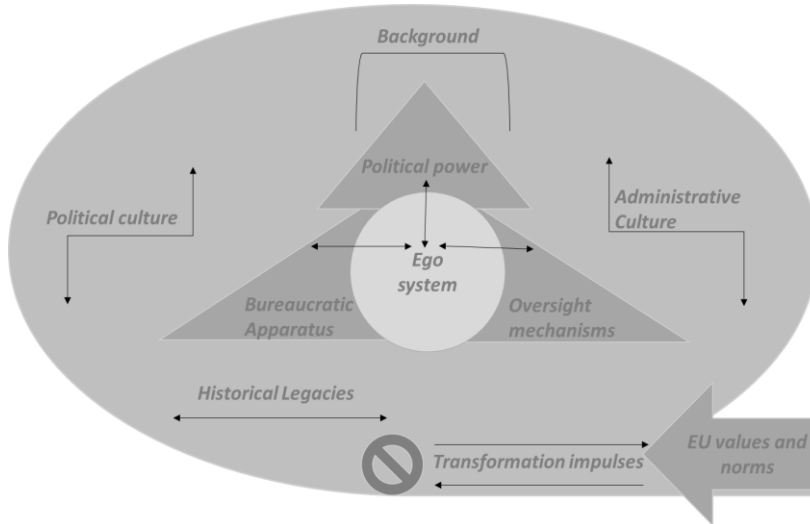 Background
Political power
Political culture
Administrative
Culture
Ego
system
Bureaucratic
Apparatus
Oversight
mechanisms
Historical Legacies
Transformation impulses
EU values and
norms